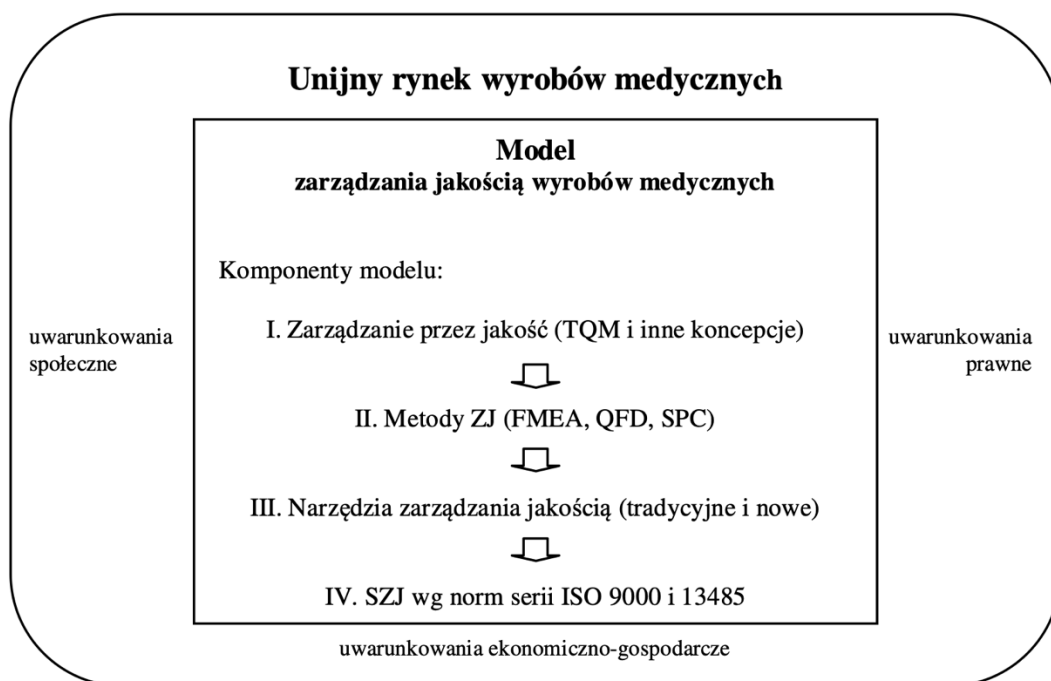 Unijny rynek wyrobów medycznych
Model
zarządzania jakością wyrobów medycznych
Komponenty modelu:
I. Zarządzanie przez jakość (TQM i inne koncepcje)
uwarunkowania
społeczne
uwarunkowania
prawne
II. Metody ZJ (FMEA, QFD, SPC)
III. Narzędzia zarządzania jakością (tradycyjne i nowe)
IV. SZJ wg norm serii ISO 9000 i 13485
uwarunkowania ekonomiczno-gospodarcze